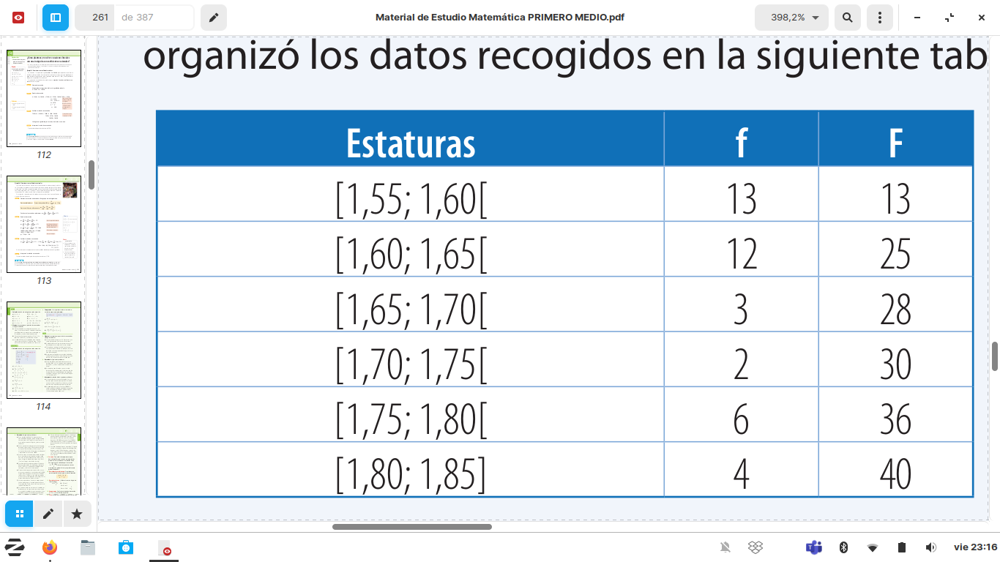 261 de 387
Material de Estudio Matemática PRIMERO MEDIO.pdf
398,2%
organizó los datos recogidos en la siguiente tab
Estaturas f F
[1,55; 1,60[ 13 13
[1,60; 1,65[ 12 25
[1,65; 1,70[ 3 28
[1,70; 1,75[ 2 30
[1,75; 1,80[ 6 36
[1,80; 1,85] 4 40
112
113
114
vie 23:16